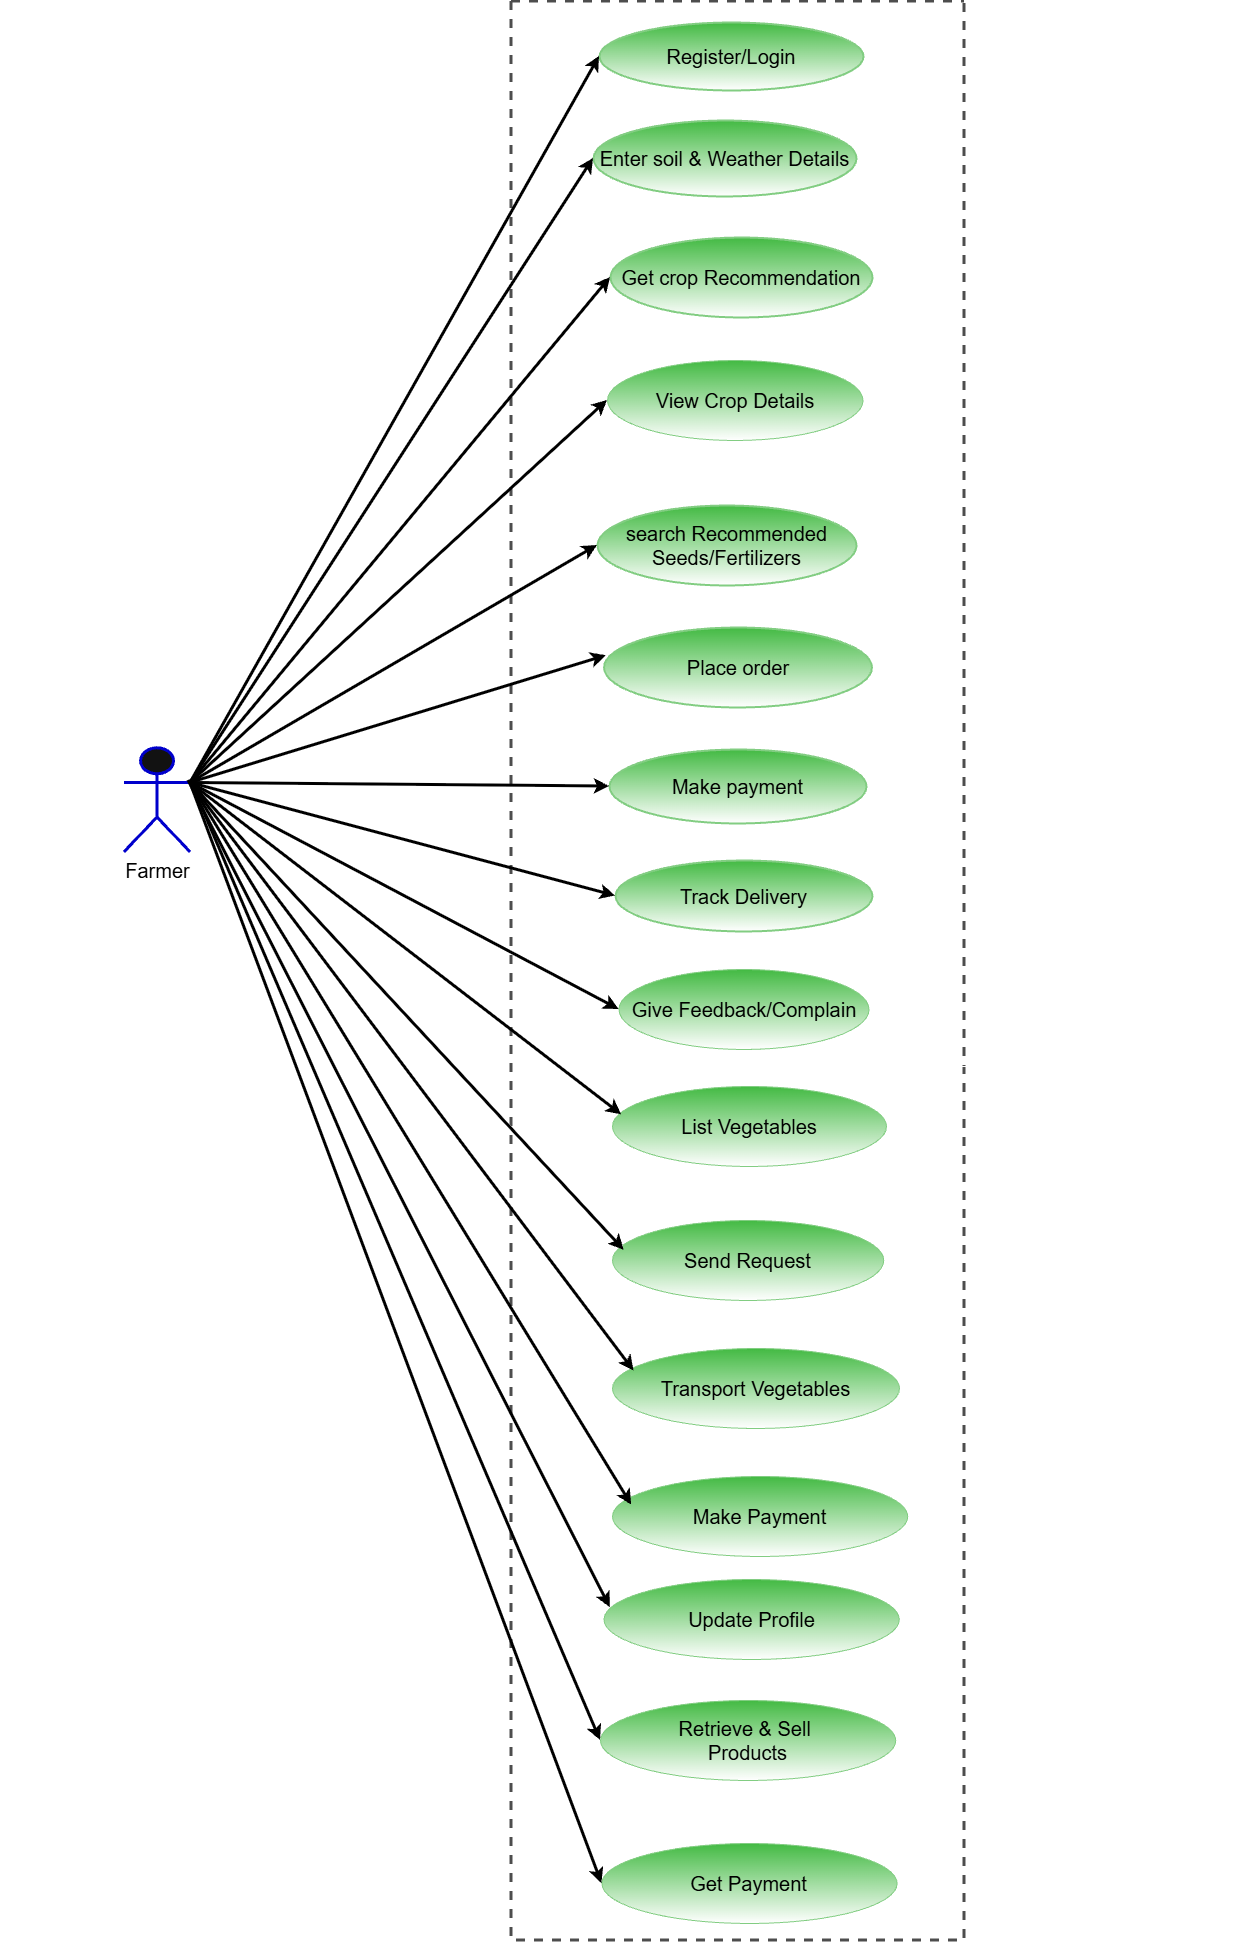 Register/Login
Enter soil & Weather Details
Get crop Recommendation
View Crop Details
search Recommended
Seeds/Fertilizers
Place order
Make payment
Farmer
Track Delivery
Give Feedback/Complain
List Vegetables
Send Request
Transport Vegetables
Make Payment
Update Profile
Retrieve & Sell
Products
Get Payment